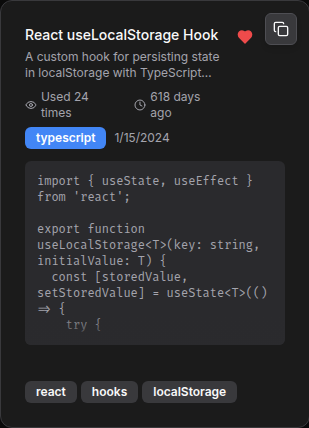 React useLocalStorage Hook
A custom hook for persisting state
in localStorage with TypeScript...
Used 24
times
618 days
ago
typescript
1/15/2024
import { useState, useEffect }
from 'react';
export function
useLocalStorage<T>(key: string,
initialValue: T) {
const [storedValue,
setStoredValue] = useState<T>(()
=> {
try {
react
hooks
localStorage